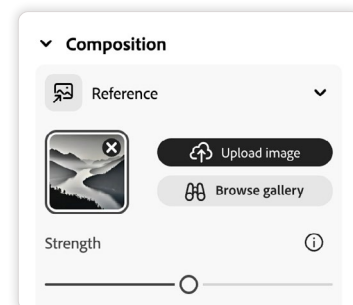 Composition
Reference
Upload image
Browse gallery
Strength